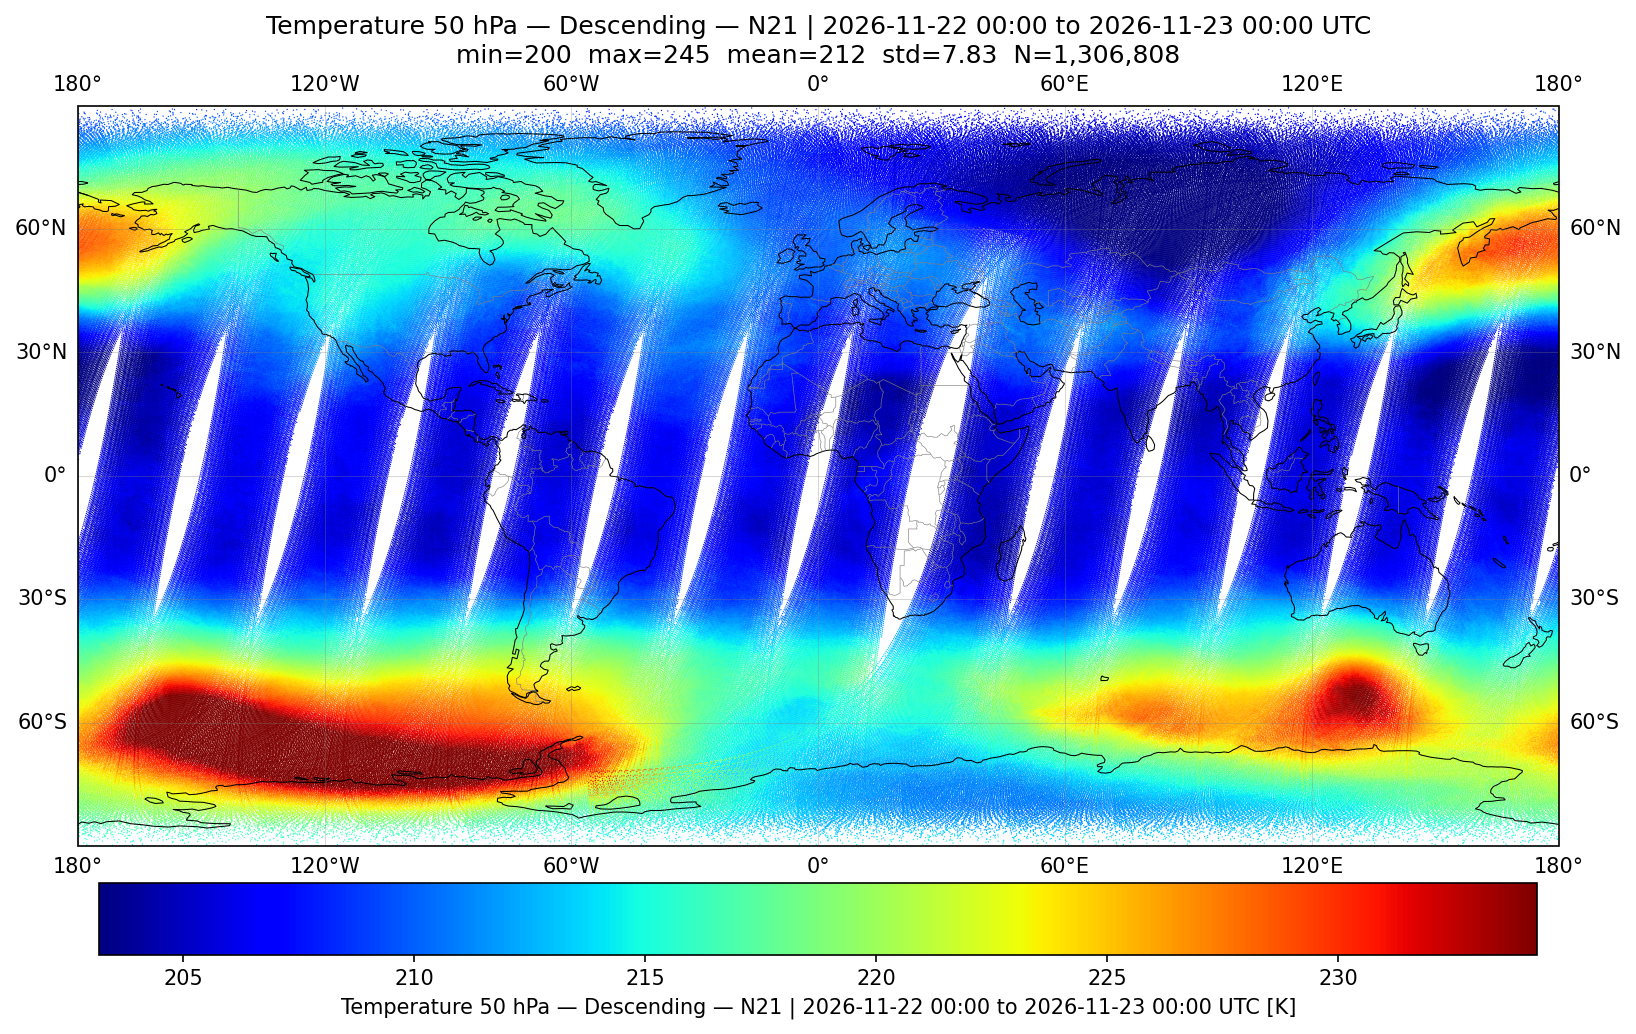 Temperature 50 hPa — Descending — N21 | 2026-11-22 00:00 to 2026-11-23 00:00 UTC
min=200 max=245 mean=212 std=7.83 N=1,306,808
180° 120°W 60°W 0° 60°E 120°E 180°
60°N 60°N
30°N 30°N
0° 0°
30°S 30°S
60°S 60°S
180° 120°W 60°W 0° 60°E 120°E 180°
205 210 215 220 225 230
Temperature 50 hPa — Descending — N21 | 2026-11-22 00:00 to 2026-11-23 00:00 UTC [K]